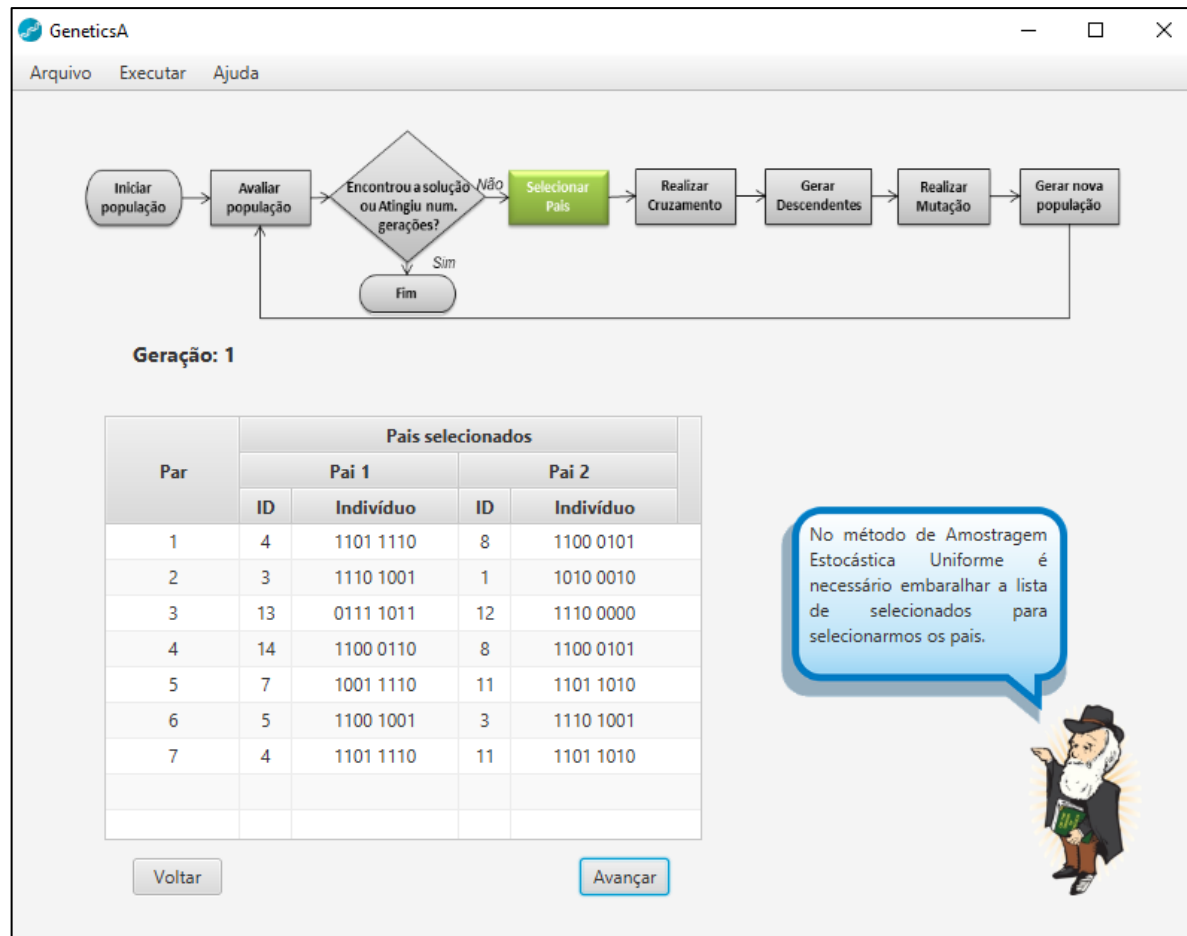 GeneticsA
Arquivo Executar Ajuda
Iniciar
população
Avaliar
população
Encontrou a solução
ou Atingiu num.
gerações?
Não
Sim
Fim
Selecionar
Pais
Realizar
Cruzamento
Gerar
Descendentes
Realizar
Mutação
Gerar nova
população
Geração: 1
Pais selecionados
Par Pai 1 Pai 2
ID Indivíduo ID Indivíduo
1 4 1101 1110 8 1100 0101
2 3 1110 1001 1 1010 0010
3 13 0111 1011 12 1110 0000
4 14 1100 0110 8 1100 0101
5 7 1001 1110 11 1101 1010
6 5 1100 1001 3 1110 1001
7 4 1101 1110 11 1101 1010
No método de Amostragem
Estocástica Uniforme é
necessário embaralhar a lista
de selecionados para
selecionarmos os pais.
Voltar
Avançar